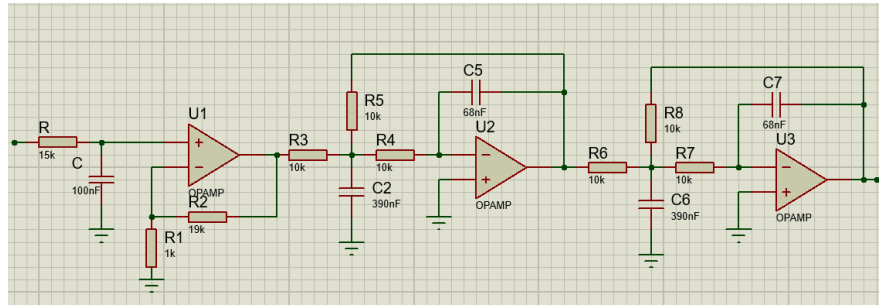 R
15k
C
100nF
U1
OPAMP
R2
19k
R1
1k
R3
10k
R5
10k
R4
10k
C2
390nF
C5
68nF
U2
OPAMP
R6
10k
R8
10k
R7
10k
C6
390nF
C7
68nF
U3
OPAMP